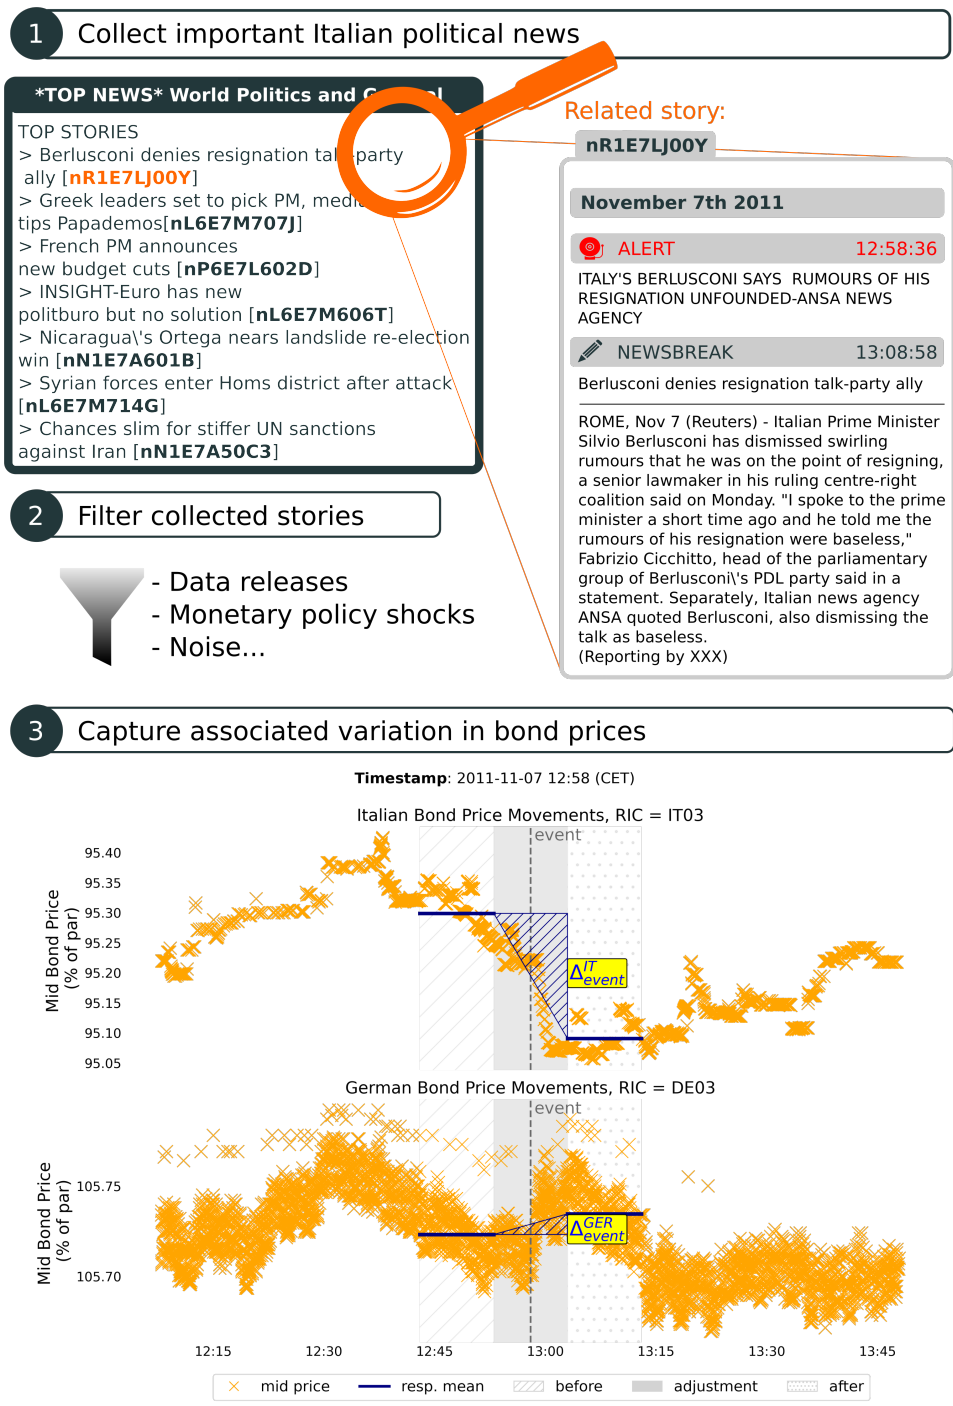 1 Collect important Italian political news
*TOP NEWS* World Politics and G al
TOP STORIES
> Berlusconi denies resignation talk-party
ally [nR1E7LJ00Y]
> Greek leaders set to pick PM, media
tips Papademos[nL6E7M707J]
> French PM announces
new budget cuts [nP6E7L602D]
> INSIGHT-Euro has new
politburo but no solution [nL6E7M606T]
> Nicaragua\'s Ortega nears landslide re-election
win [nN1E7A601B]
> Syrian forces enter Homs district after attack
[nL6E7M714G]
> Chances slim for stiffer UN sanctions
against Iran [nN1E7A50C3]
Related story:
nR1E7LJ00Y
November 7th 2011
ALERT 12:58:36
ITALY'S BERLUSCONI SAYS RUMOURS OF HIS
RESIGNATION UNFOUNDED-ANSA NEWS
AGENCY
NEWSBREAK 13:08:58
Berlusconi denies resignation talk-party ally
ROME, Nov 7 (Reuters) - Italian Prime Minister
Silvio Berlusconi has dismissed swirling
rumours that he was on the point of resigning,
a senior lawmaker in his ruling centre-right
coalition said on Monday. "I spoke to the prime
minister a short time ago and he told me the
rumours of his resignation were baseless,"
Fabrizio Cicchitto, head of the parliamentary
group of Berlusconi\'s PDL party said in a
statement. Separately, Italian news agency
ANSA quoted Berlusconi, also dismissing the
talk as baseless.
(Reporting by XXX)
2 Filter collected stories
- Data releases
- Monetary policy shocks
- Noise...
3 Capture associated variation in bond prices
Timestamp: 2011-11-07 12:58 (CET)
Italian Bond Price Movements, RIC = IT03
event
Mid Bond Price
(% of par)
95.40
95.35
95.30
95.25
95.20
95.15
95.10
95.05
Δ IT event
German Bond Price Movements, RIC = DE03
event
Mid Bond Price
(% of par)
105.75
105.70
Δ GER event
12:15 12:30 12:45 13:00 13:15 13:30 13:45
mid price resp. mean before adjustment after